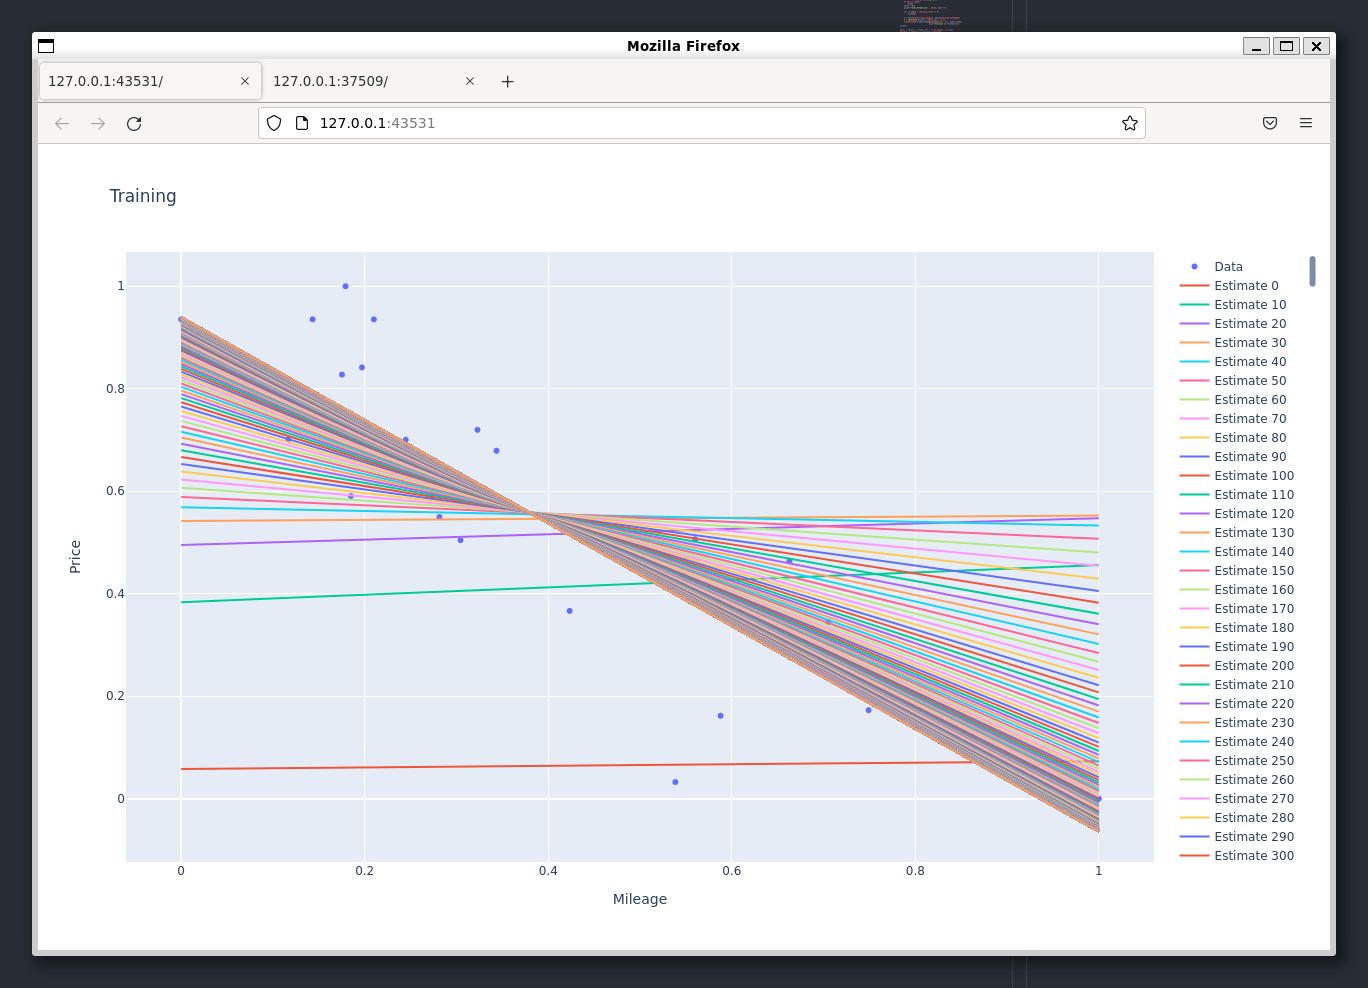 Mozilla Firefox
127.0.0.1:43531/
127.0.0.1:37509/
127.0.0.1:43531
Training
1
0.8
0.6
0.4
0.2
0
Price
0
0.2
0.4
0.6
0.8
1
Mileage
Data
Estimate 0
Estimate 10
Estimate 20
Estimate 30
Estimate 40
Estimate 50
Estimate 60
Estimate 70
Estimate 80
Estimate 90
Estimate 100
Estimate 110
Estimate 120
Estimate 130
Estimate 140
Estimate 150
Estimate 160
Estimate 170
Estimate 180
Estimate 190
Estimate 200
Estimate 210
Estimate 220
Estimate 230
Estimate 240
Estimate 250
Estimate 260
Estimate 270
Estimate 280
Estimate 290
Estimate 300